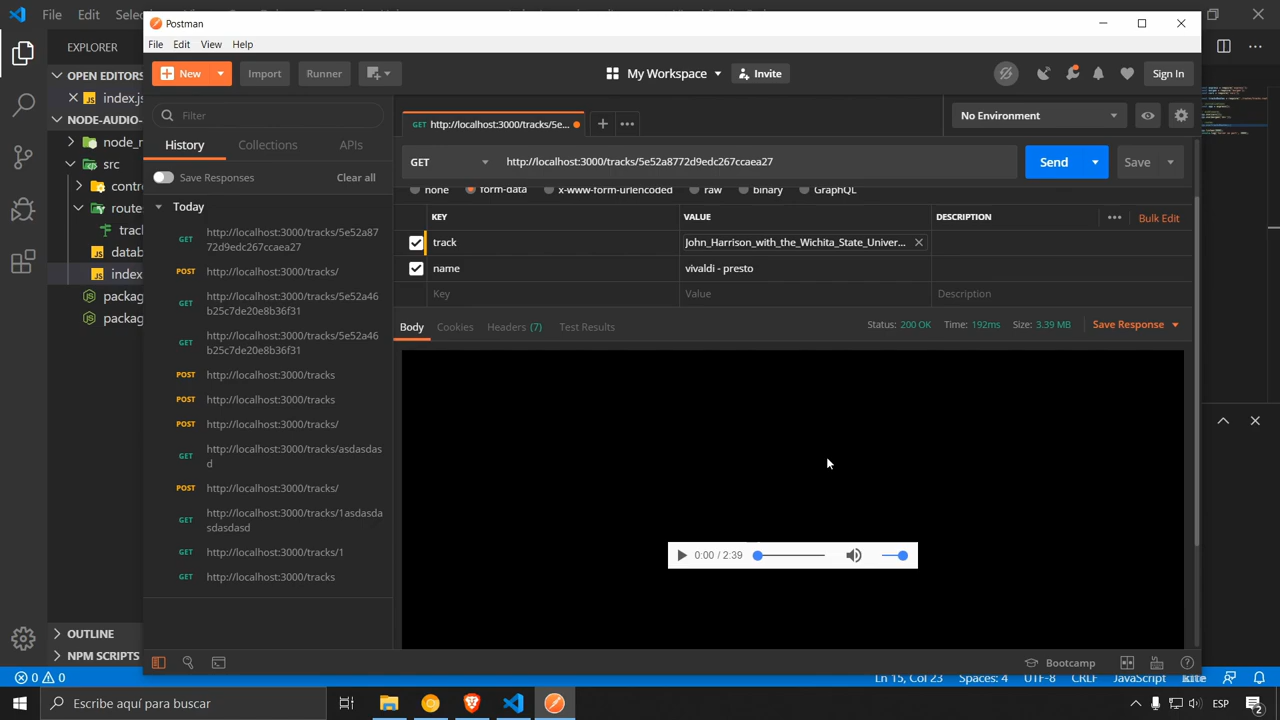 File Edit
Postman
File Edit View Help
EXPLORER
New
Import
Runner
My Workspace
Invite
Sign In
OPEN EDITORS
index.js
Filter
GET http://localhost:3000/tracks/5e...
No Environment
NODE-AUDIO-
node_m
History Collections APIs
GET
http://localhost:3000/tracks/5e52a8772d9edc267ccaea27
Send
Save
src
Save Responses
Clear all
none form-data x-www-form-urlencoded raw binary GraphQL
contr
Today
KEY VALUE DESCRIPTION
Bulk Edit
route
trac
datab
index
packag
packag
GET http://localhost:3000/tracks/5e52a87
72d9edc267ccaea27
POST http://localhost:3000/tracks/
GET http://localhost:3000/tracks/5e52a46
b25c7de20e8b36f31
GET http://localhost:3000/tracks/5e52a46
b25c7de20e8b36f31
POST http://localhost:3000/tracks
POST http://localhost:3000/tracks
POST http://localhost:3000/tracks/
GET http://localhost:3000/tracks/asdasdas
d
POST http://localhost:3000/tracks/
GET http://localhost:3000/tracks/1asdasda
sdasdasd
GET http://localhost:3000/tracks/1
GET http://localhost:3000/tracks
track John_Harrison_with_the_Wichita_State_Univer...
name vivaldi - presto
Key Value Description
Body Cookies Headers (7) Test Results
Status: 200 OK Time: 192ms Size: 3.39 MB Save Response
0:00 / 2:39
OUTLINE
NPM SCRIPTS
Bootcamp
0 0
Ln 15, Col 23 Spaces: 4 UTF-8 CRLF JavaScript Kite
Escribe aquí para buscar
ESP
2